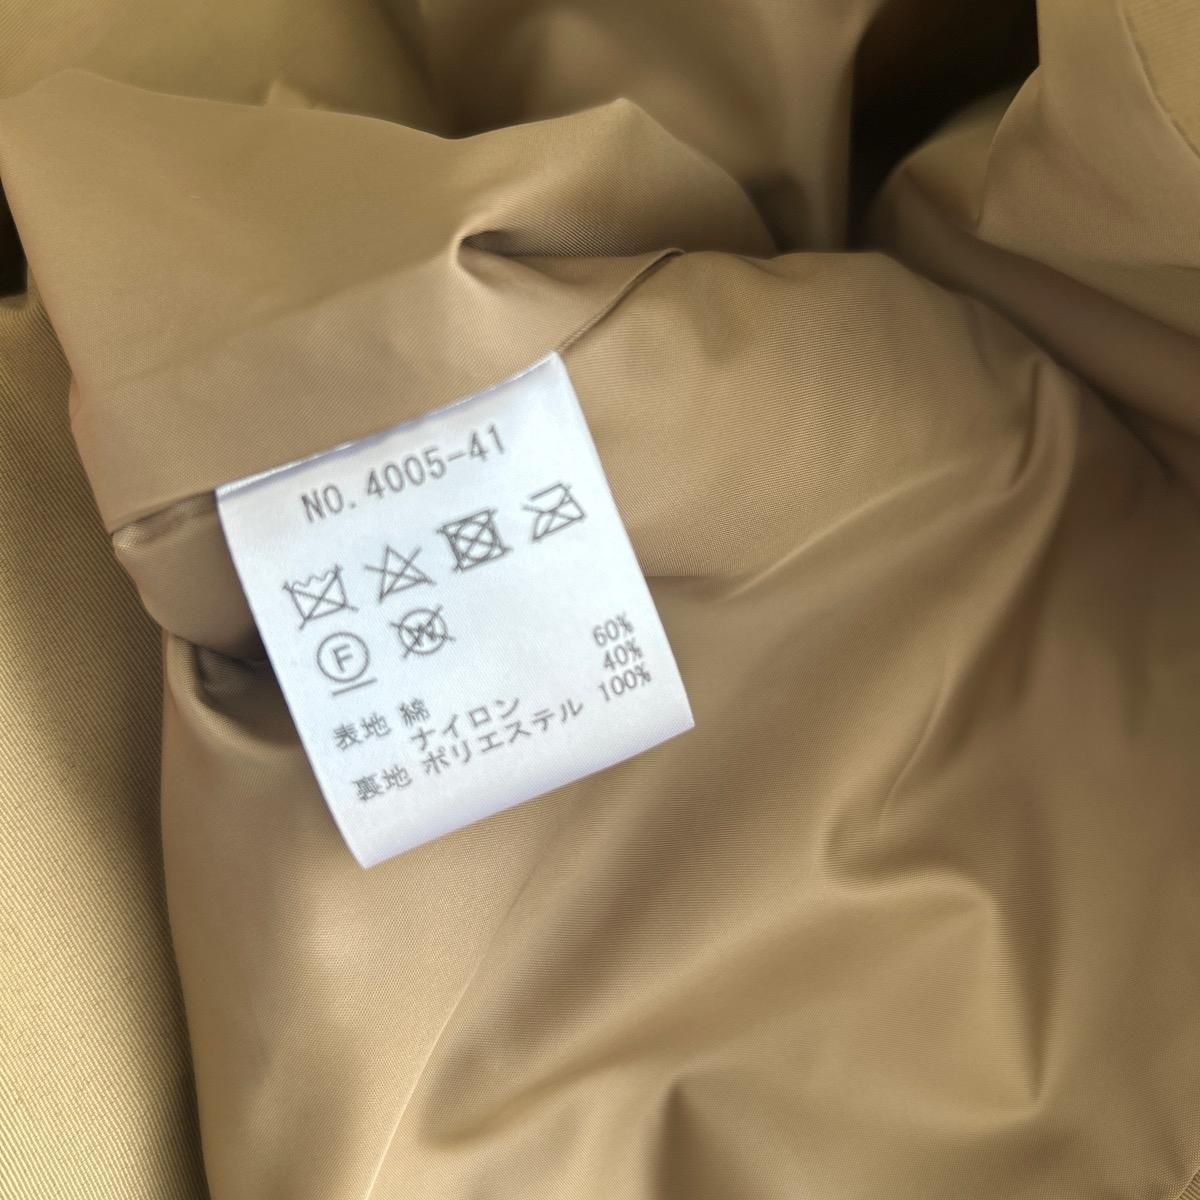 NO. 4005-41
F W
表地 綿 60%
ナイロン 40%
裏地 ポリエステル 100%